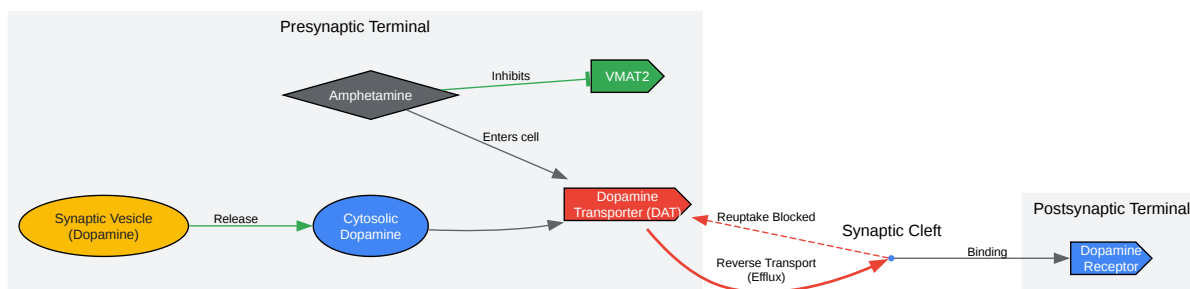 Presynaptic Terminal
Inhibits
VMAT2
Amphetamine
Enters cell
Dopamine
Transporter (DAT)
Synaptic Vesicle
(Dopamine)
Release
Cytosolic
Dopamine
Reuptake Blocked
Synaptic Cleft
Reverse Transport
(Efflux)
Binding
Postsynaptic Terminal
Dopamine
Receptor